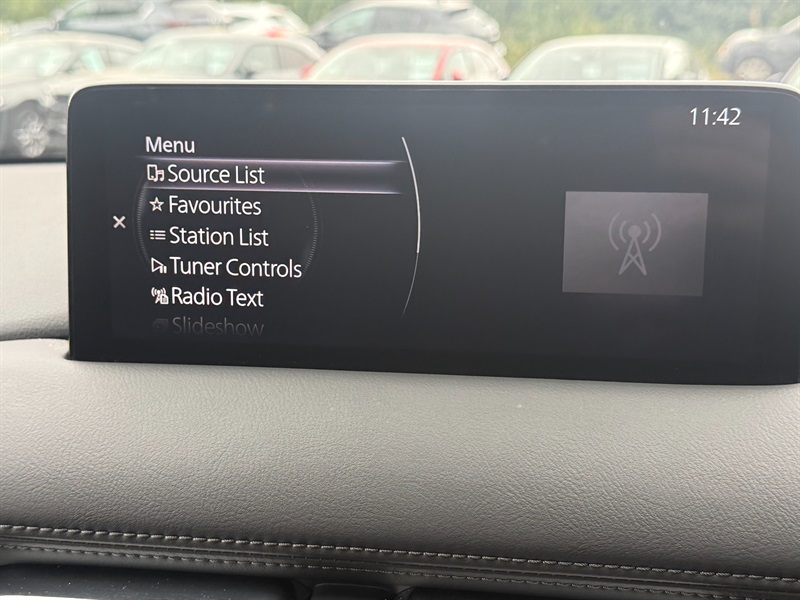 11:42
Menu
Source List
Favourites
Station List
Tuner Controls
Radio Text
Slideshow